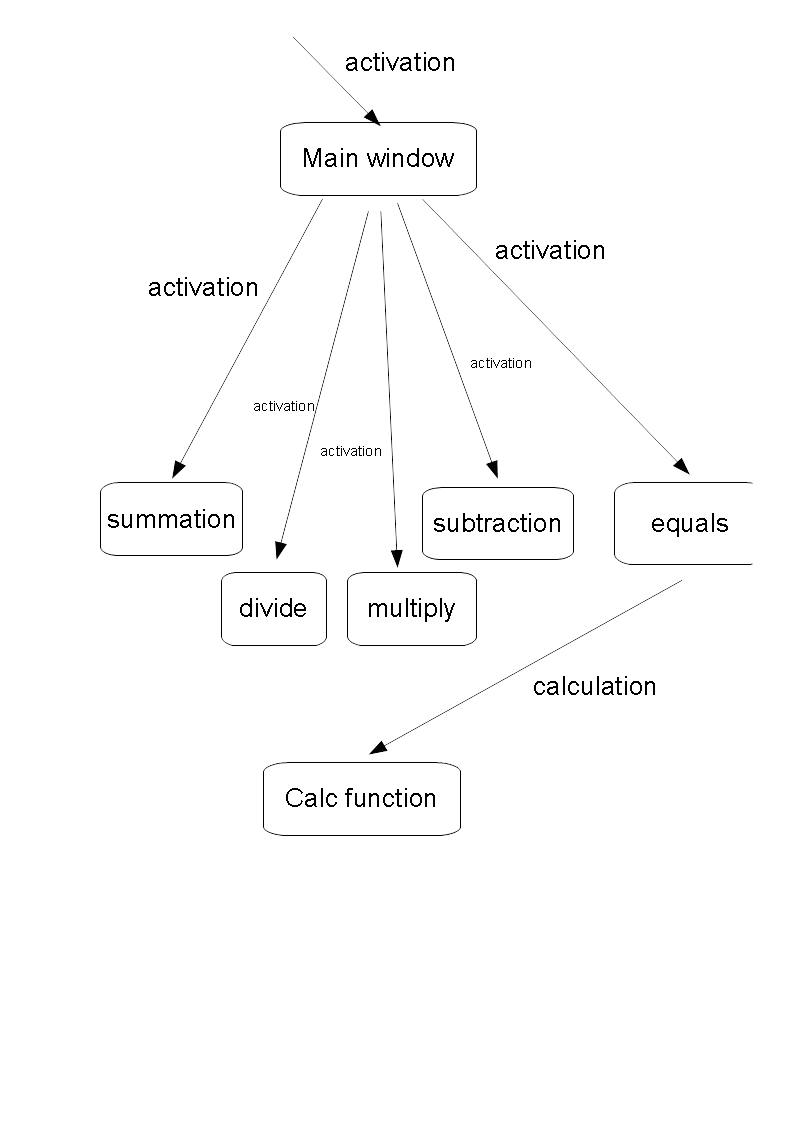 activation
Main window
activation
activation
activation
activation
activation
summation
subtraction
equals
divide
multiply
calculation
Calc function